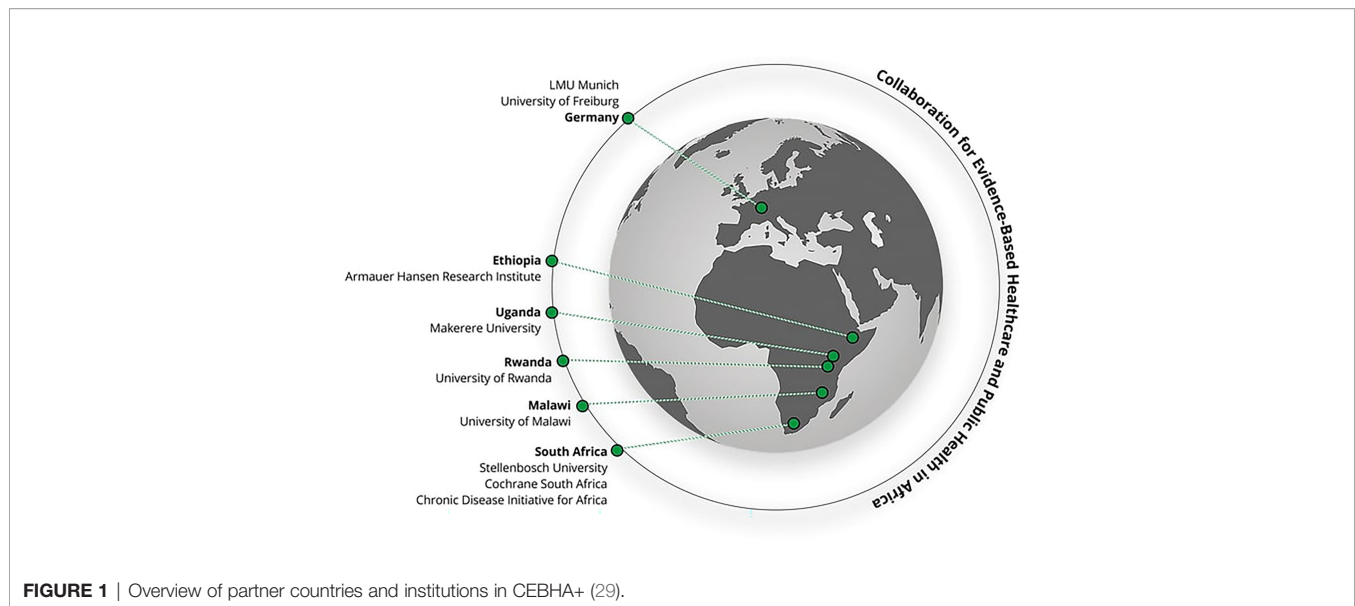 LMU Munich
University of Freiburg
Germany
Ethiopia
Armauer Hansen Research Institute
Uganda
Makerere University
Rwanda
University of Rwanda
Malawi
University of Malawi
South Africa
Stellenbosch University
Cochrane South Africa
Chronic Disease Initiative for Africa
Collaboration for Evidence-Based Healthcare and Public Health in Africa
FIGURE 1 | Overview of partner countries and institutions in CEBHA+ (29).